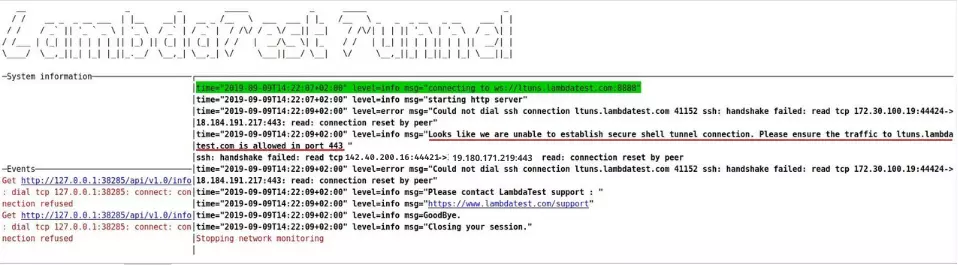 LambdaTest Tunnel
System information
time="2019-09-09T14:22:07+02:00" level=info msg="connecting to ws://ltuns.lambdatest.com:8888"
time="2019-09-09T14:22:07+02:00" level=info msg="starting http server"
time="2019-09-09T14:22:09+02:00" level=error msg="Could not dial ssh connection ltuns.lambdatest.com 41152 ssh: handshake failed: read tcp 172.30.100.19:44424->
18.184.191.217:443: read: connection reset by peer"
time="2019-09-09T14:22:09+02:00" level=info msg="Looks like we are unable to establish secure shell tunnel connection. Please ensure the traffic to ltuns.lambda
test.com is allowed in port 443 "
ssh: handshake failed: read tcp 142.40.200.16:44421-> 19.180.171.219:443 read: connection reset by peer
time="2019-09-09T14:22:09+02:00" level=error msg="Could not dial ssh connection ltuns.lambdatest.com 41152 ssh: handshake failed: read tcp 172.30.100.19:44424->
18.184.191.217:443: read: connection reset by peer"
time="2019-09-09T14:22:09+02:00" level=info msg="Please contact LambdaTest support : "
time="2019-09-09T14:22:09+02:00" level=info msg="https://www.lambdatest.com/support"
time="2019-09-09T14:22:09+02:00" level=info msg=GoodBye.
time="2019-09-09T14:22:09+02:00" level=info msg="Closing your session."
Stopping network monitoring
Events
Get http://127.0.0.1:38285/api/v1.0/info
: dial tcp 127.0.0.1:38285: connect: con
nection refused
Get http://127.0.0.1:38285/api/v1.0/info
: dial tcp 127.0.0.1:38285: connect: con
nection refused